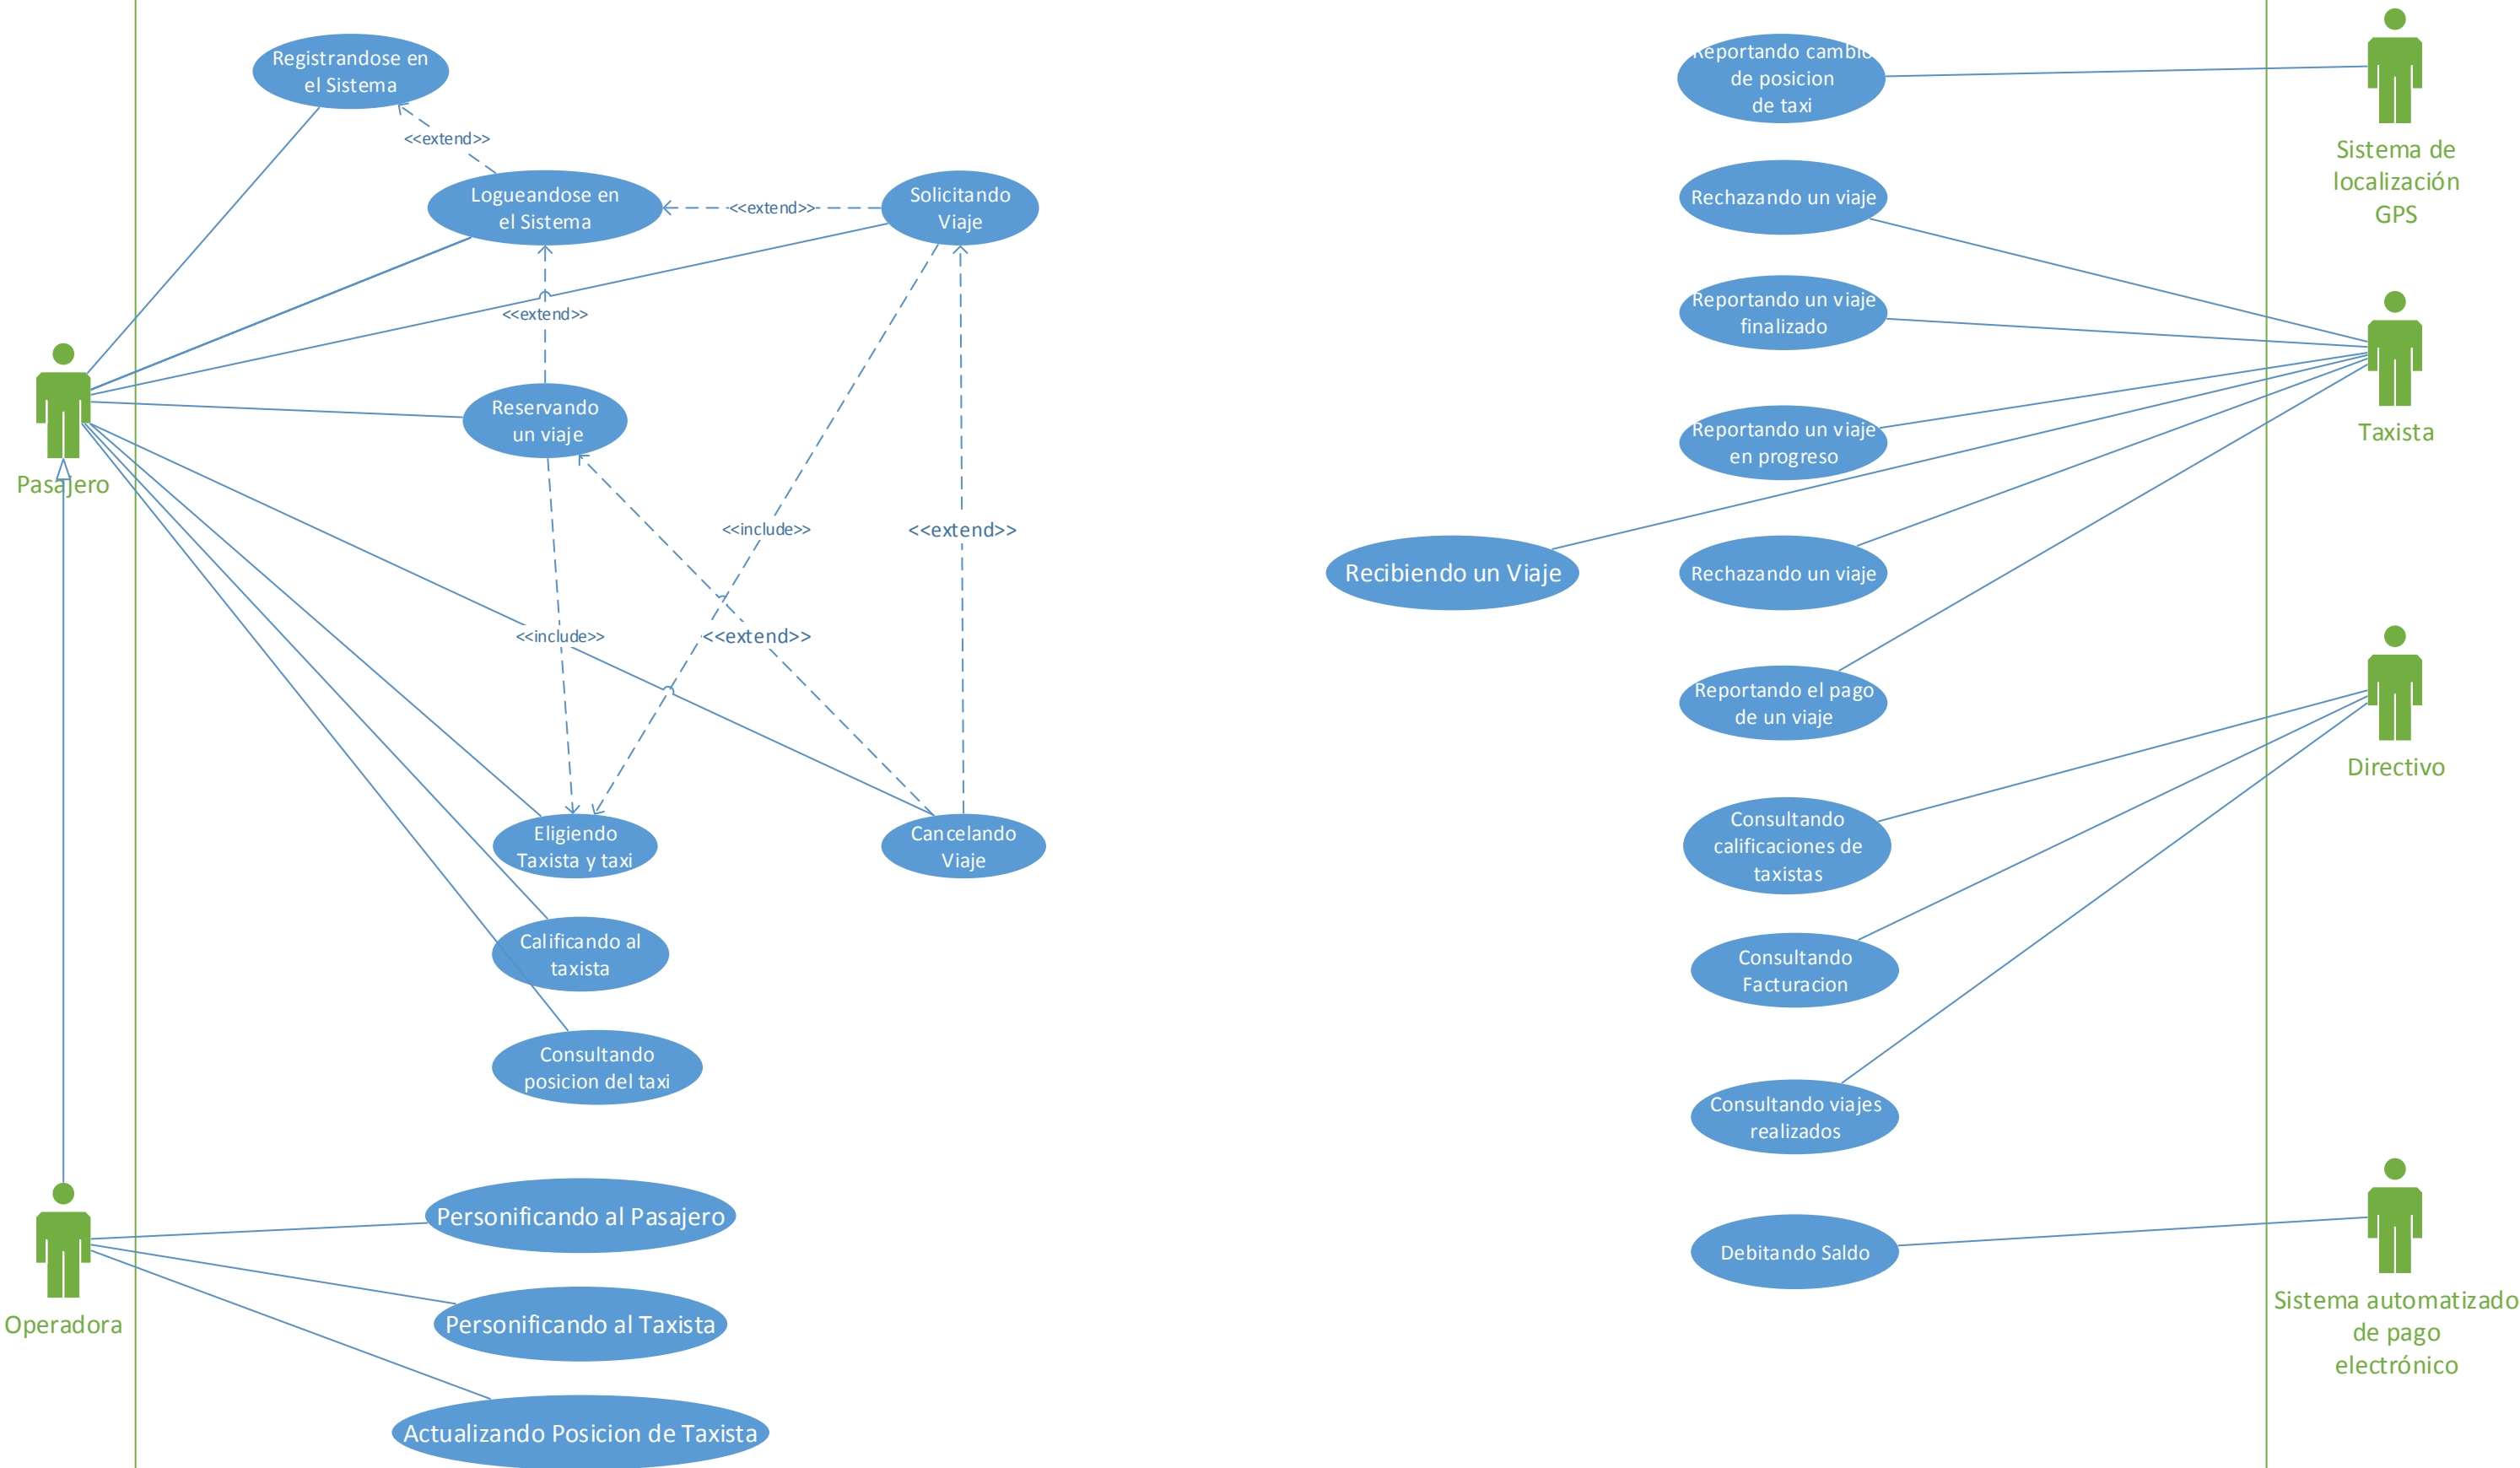 Registrandose en
el Sistema
<<extend>>
Logueandose en
el Sistema
<<extend>>
Solicitando
Viaje
<<extend>>
Pasajero
Reservando
un viaje
<<include>>
<<extend>>
<<include>>
<<extend>>
Eligiendo
Taxista y taxi
Cancelando
Viaje
Calificando al
taxista
Consultando
posicion del taxi
Operadora
Personificando al Pasajero
Personificando al Taxista
Actualizando Posicion de Taxista
Reportando cambio
de posicion
de taxi
Sistema de
localización
GPS
Rechazando un viaje
Reportando un viaje
finalizado
Taxista
Reportando un viaje
en progreso
Recibiendo un Viaje
Rechazando un viaje
Reportando el pago
de un viaje
Directivo
Consultando
calificaciones de
taxistas
Consultando
Facturacion
Consultando viajes
realizados
Debitando Saldo
Sistema automatizado
de pago
electrónico